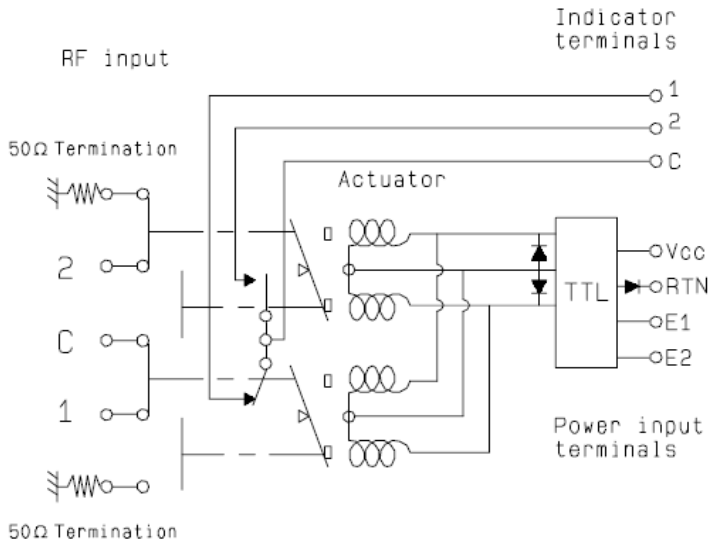 Indicator
terminals
RF input
1
2
C
50Ω Termination
Actuator
2
C
1
TTL
Vcc
RTN
E1
E2
Power input
terminals
50Ω Termination